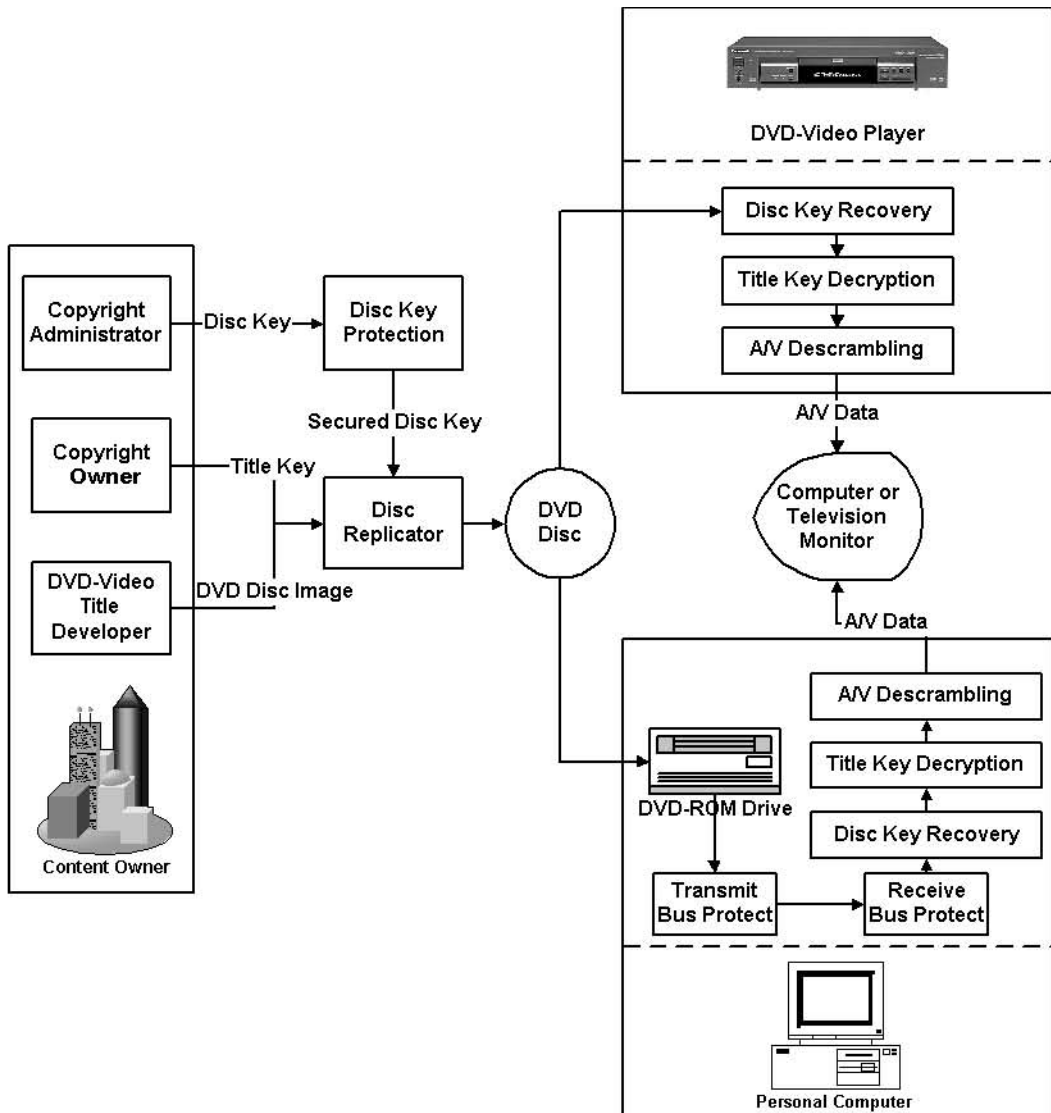 DVD-Video Player
Disc Key Recovery
Title Key Decryption
A/V Descrambling
A/V Data
Copyright
Administrator
Disc Key
Disc Key
Protection
Secured Disc Key
Copyright
Owner
Title Key
Disc
Replicator
DVD
Disc
Computer or
Television
Monitor
DVD-Video
Title
Developer
DVD Disc Image
Content Owner
A/V Data
A/V Descrambling
Title Key Decryption
Disc Key Recovery
DVD-ROM Drive
Transmit
Bus Protect
Receive
Bus Protect
Personal Computer